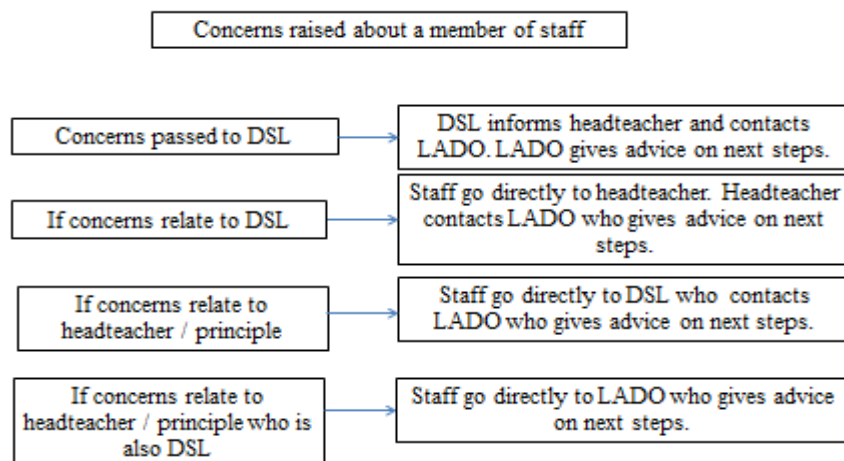 Concerns raised about a member of staff
Concerns passed to DSL
DSL informs headteacher and contacts
LADO. LADO gives advice on next steps.
If concerns relate to DSL
Staff go directly to headteacher. Headteacher
contacts LADO who gives advice on next
steps.
If concerns relate to
headteacher / principle
Staff go directly to DSL who contacts
LADO who gives advice on next steps.
If concerns relate to
headteacher / principle who is
also DSL
Staff go directly to LADO who gives advice
on next steps.